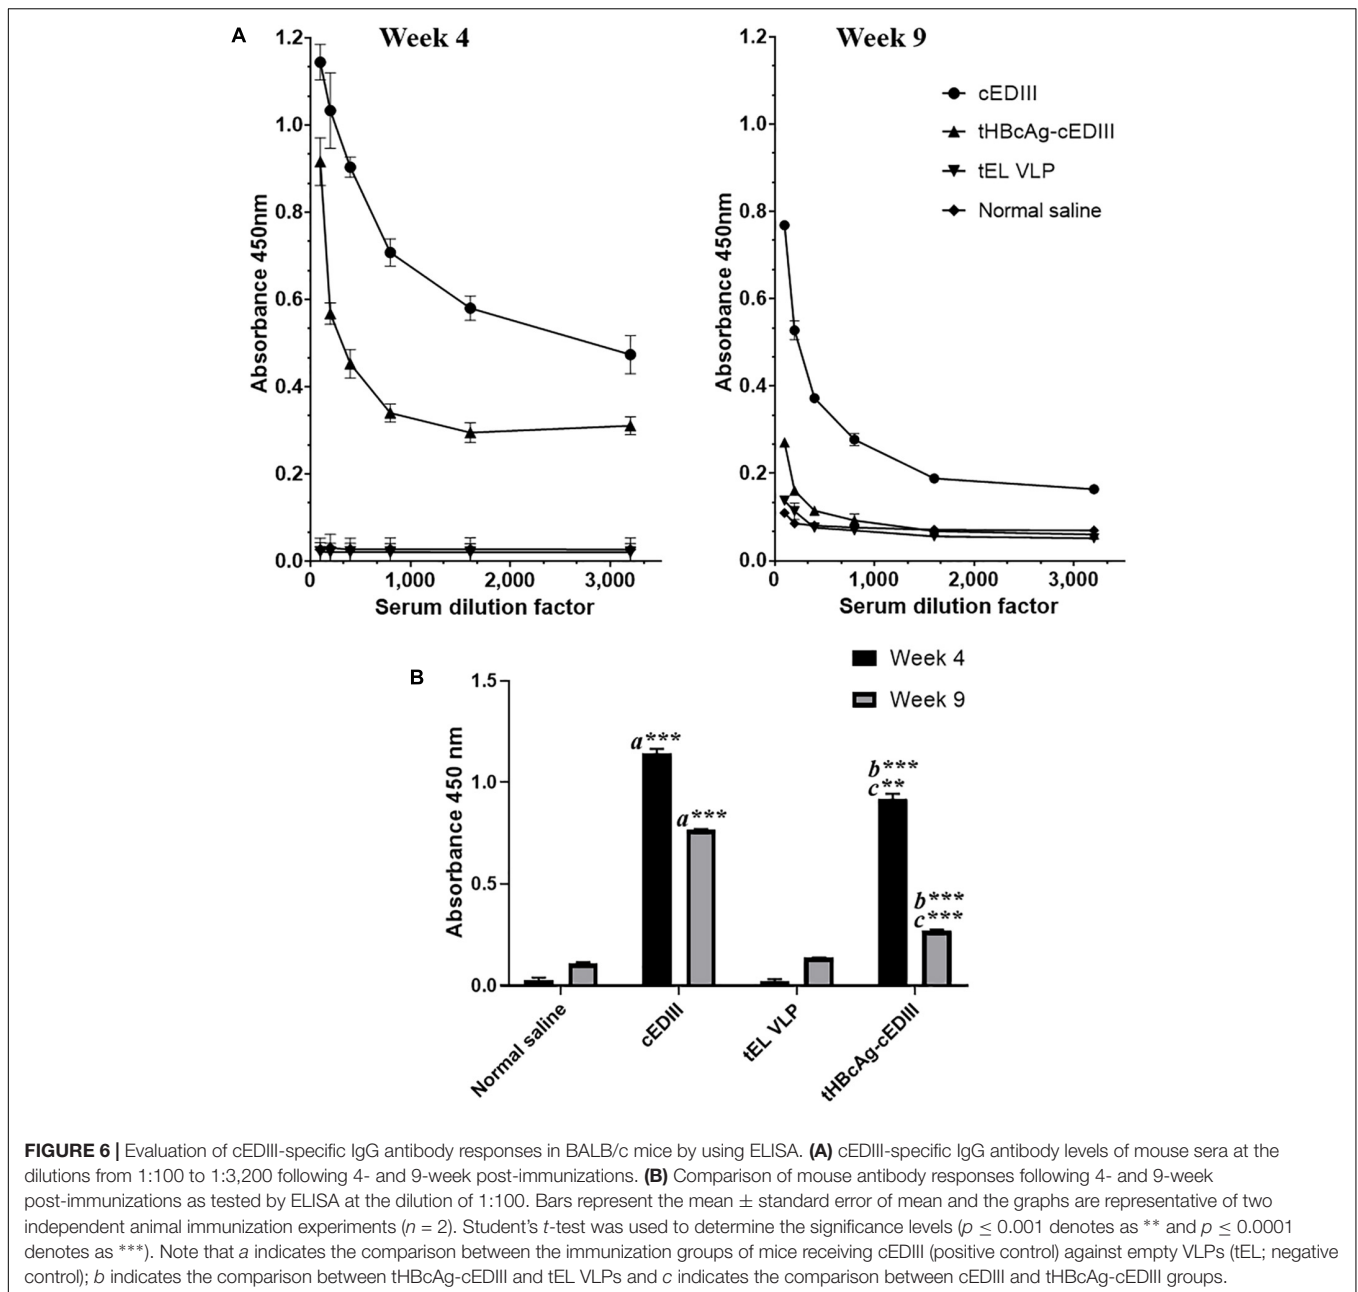 A
Week 4
Week 9
1.2
1.0
0.8
0.6
0.4
0.2
0.0
Absorbance 450nm
0
1,000
2,000
3,000
Serum dilution factor
1.2
1.0
0.8
0.6
0.4
0.2
0.0
Absorbance 450nm
0
1,000
2,000
3,000
Serum dilution factor
cEDIII
tHBcAg-cEDIII
tEL VLP
Normal saline
B
Week 4
Week 9
1.5
1.0
0.5
0.0
Absorbance 450 nm
a***
a***
b***
c**
b***
c***
Normal saline
cEDIII
tEL VLP
tHBcAg-cEDIII
FIGURE 6 | Evaluation of cEDIII-specific IgG antibody responses in BALB/c mice by using ELISA. (A) cEDIII-specific IgG antibody levels of mouse sera at the
dilutions from 1:100 to 1:3,200 following 4- and 9-week post-immunizations. (B) Comparison of mouse antibody responses following 4- and 9-week
post-immunizations as tested by ELISA at the dilution of 1:100. Bars represent the mean ± standard error of mean and the graphs are representative of two
independent animal immunization experiments (n = 2). Student's t-test was used to determine the significance levels (p ≤ 0.001 denotes as ** and p ≤ 0.0001
denotes as ***). Note that a indicates the comparison between the immunization groups of mice receiving cEDIII (positive control) against empty VLPs (tEL; negative
control); b indicates the comparison between tHBcAg-cEDIII and tEL VLPs and c indicates the comparison between cEDIII and tHBcAg-cEDIII groups.